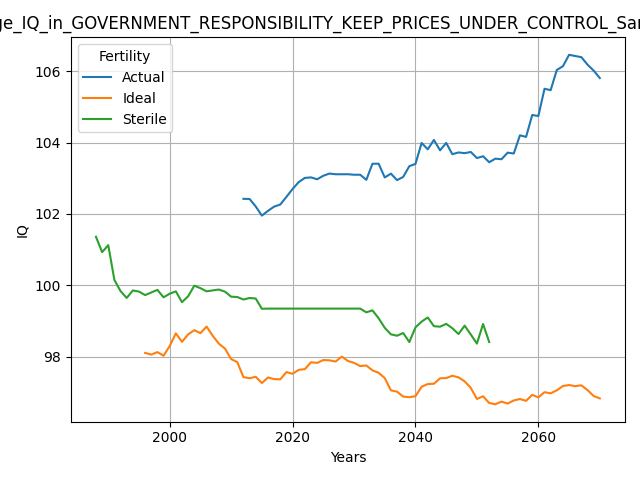 ge_IQ_in_GOVERNMENT_RESPONSIBILITY_KEEP_PRICES_UNDER_CONTROL_Sa
Fertility
Actual
Ideal
Sterile
106
104
102
100
98
IQ
2000
2020
2040
2060
Years